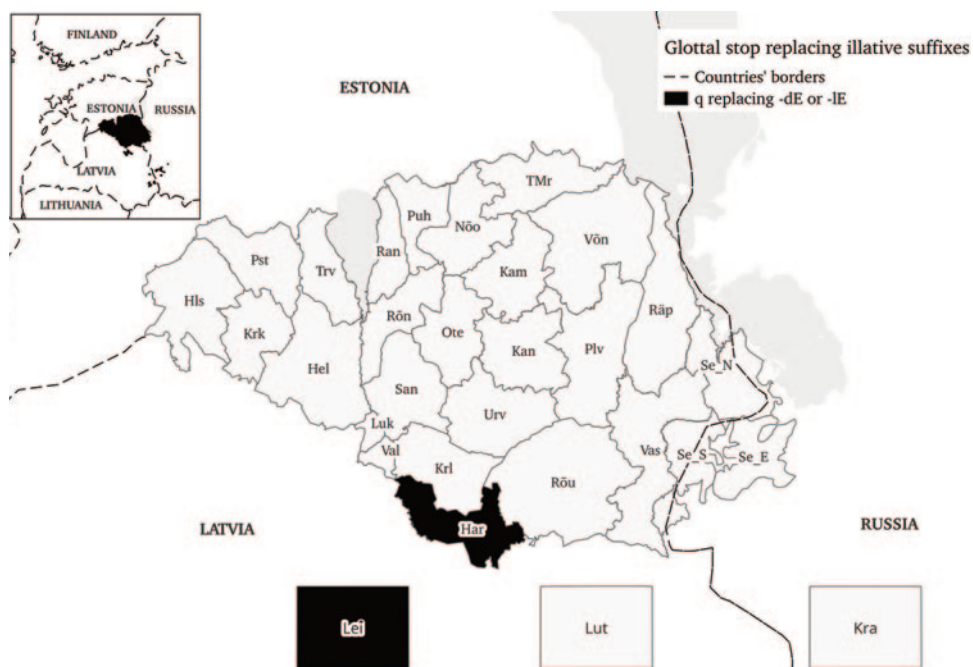 FINLAND
ESTONIA
RUSSIA
LATVIA
LITHUANIA
ESTONIA
Glottal stop replacing illative suffixes
Countries' borders
q replacing -dE or -lE
TMr
Puh
Nõo
Võn
Ran
Pst
Trv
Kam
Hls
Rõn
Räp
Krk
Ote
Kan
Plv
Hel
Se_N
San
Urv
Luk
Val
Vas
Se_S
Se_E
Krl
Rõu
LATVIA
Har
RUSSIA
Lei
Lut
Kra